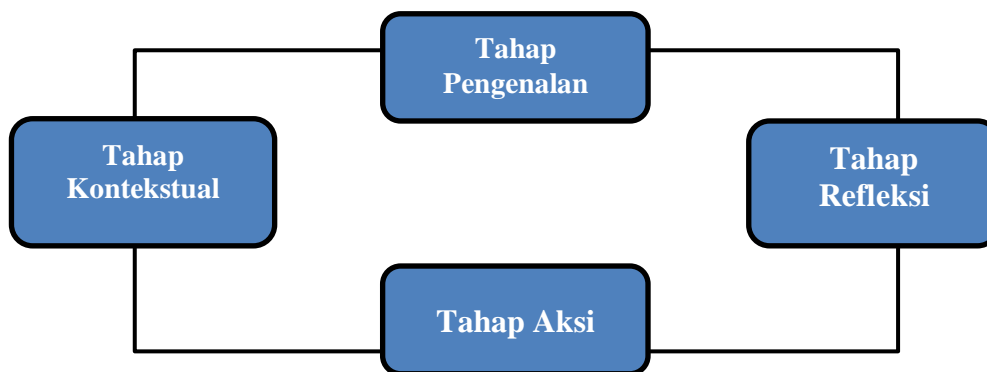 Tahap
Pengenalan
Tahap
Kontekstual
Tahap
Refleksi
Tahap Aksi